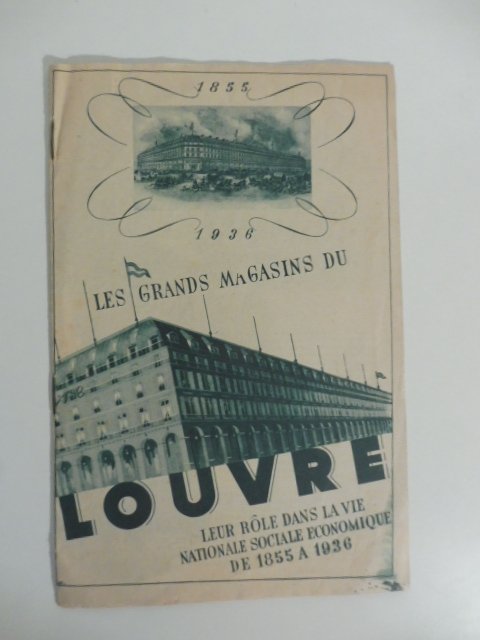 1855
1936
LES GRANDS MAGASINS DU
LOUVRE
LEUR RÔLE DANS LA VIE
NATIONALE SOCIALE ECONOMIQUE
DE 1855 A 1936